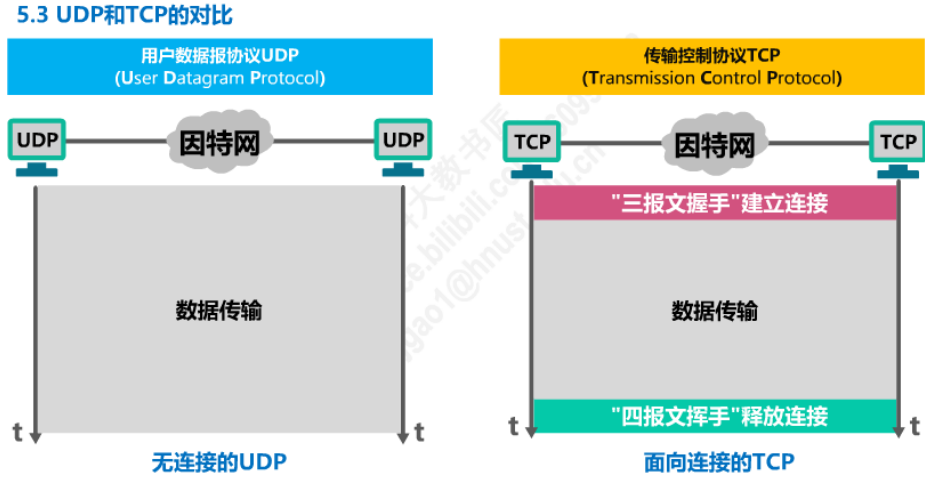 5.3 UDP和TCP的对比
用户数据报协议UDP
(User Datagram Protocol)
UDP
因特网
UDP
数据传输
t
t
无连接的UDP
传输控制协议TCP
(Transmission Control Protocol)
TCP
因特网
TCP
"三报文握手"建立连接
数据传输
"四报文挥手"释放连接
t
t
面向连接的TCP